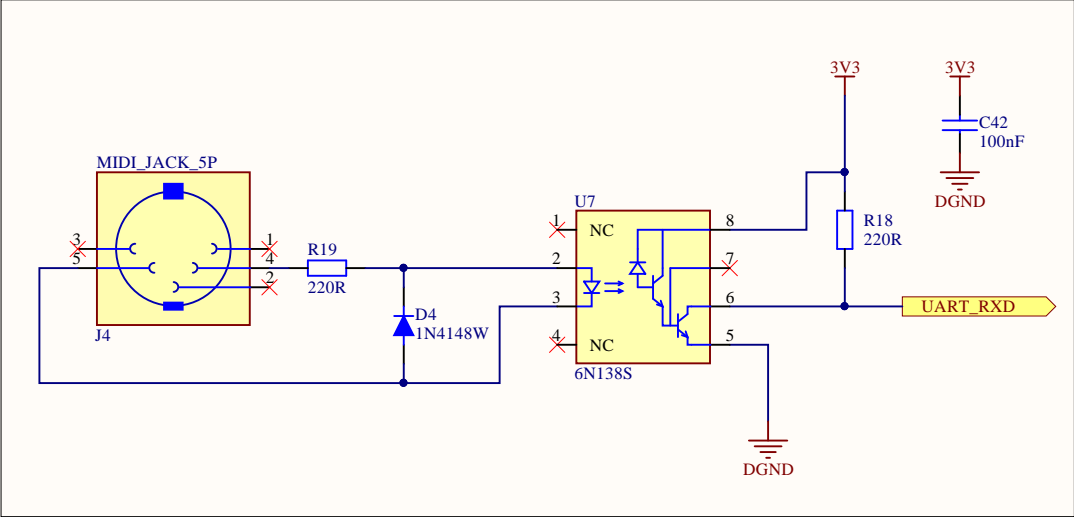 3V3
3V3
C42
100nF
DGND
MIDI_JACK_5P
3
5
1
4
2
J4
R19
220R
D4
1N4148W
U7
1
NC
2
3
4
NC
8
7
6
5
6N138S
R18
220R
UART_RXD
DGND